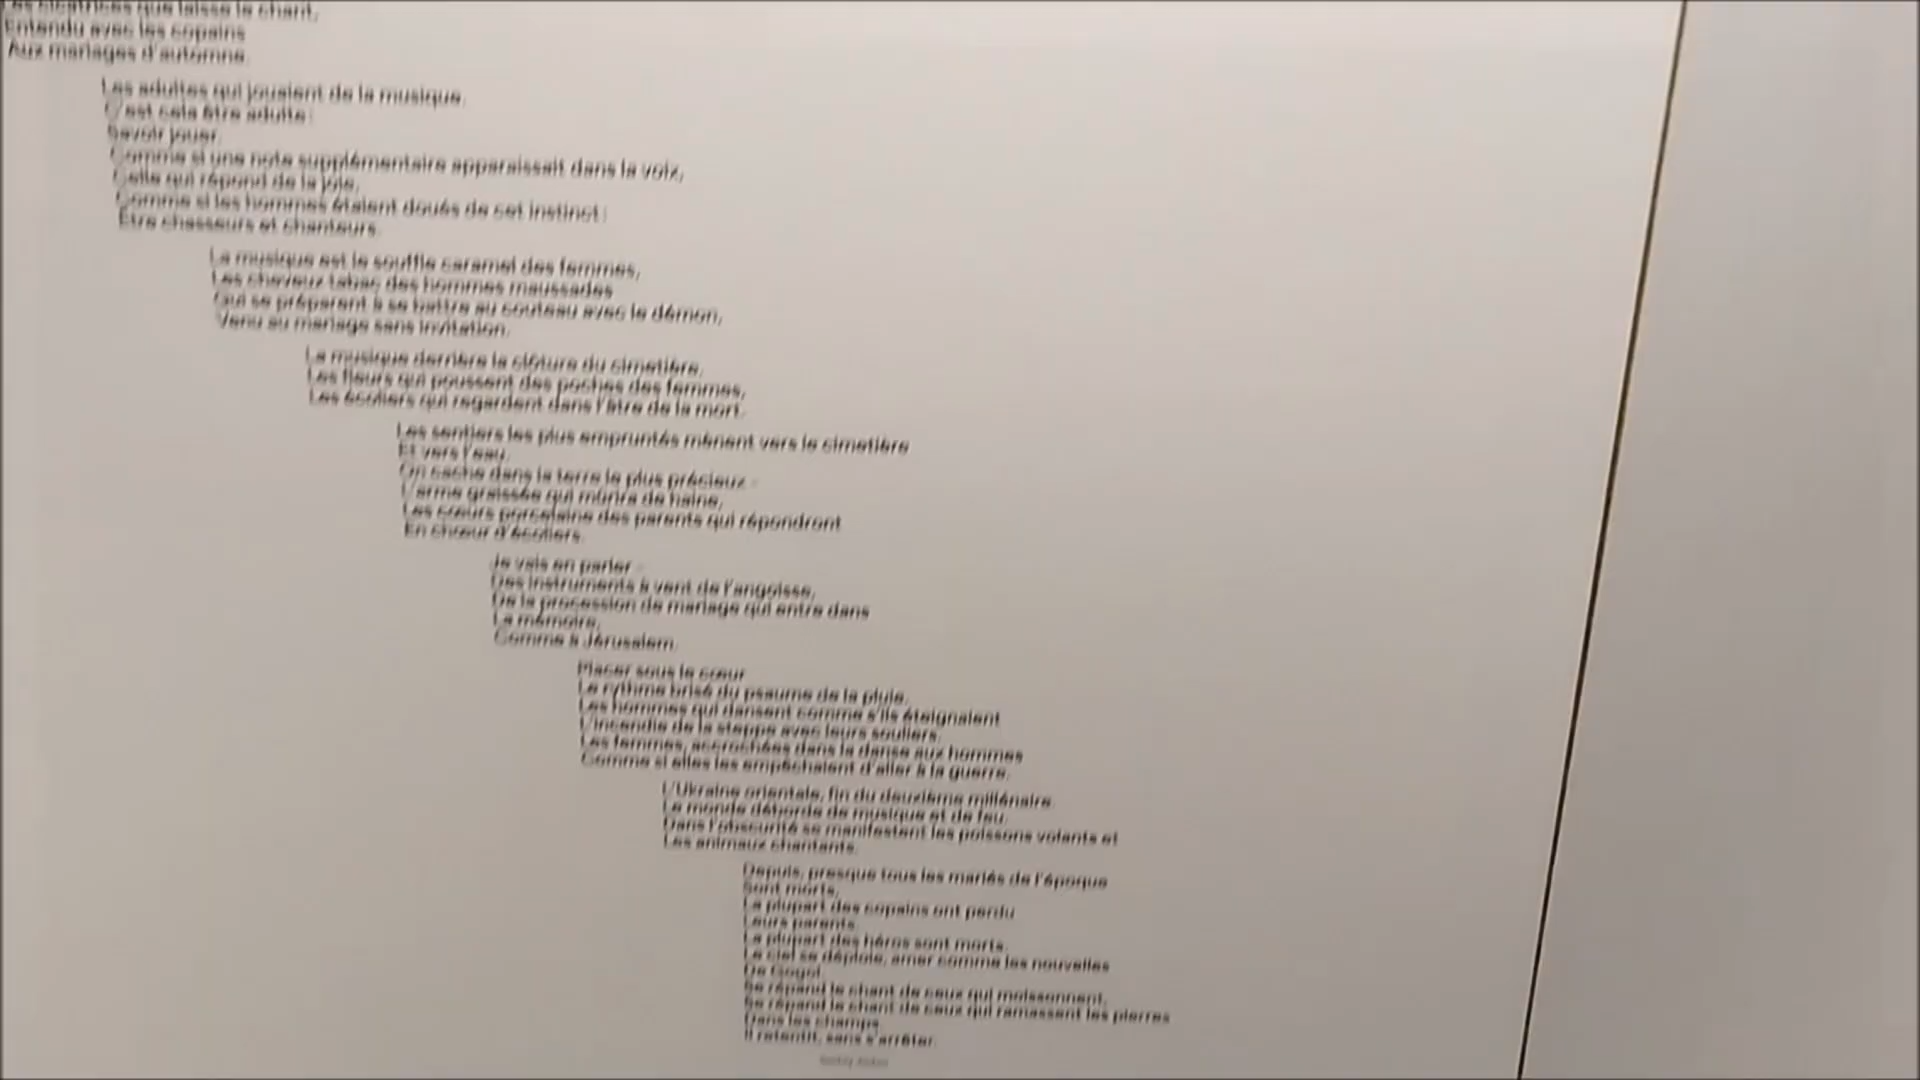 Les cicatrices que laisse le chant,
Entendu avec les copains
Aux mariages d'automne.
Les adultes qui jouaient de la musique.
C'est cela être adulte :
Savoir jouer.
Comme si une note supplémentaire apparaissait dans la voix,
Celle qui répond de la joie,
Comme si les hommes étaient doués de cet instinct :
Être chasseurs et chanteurs.
La musique est le souffle caramel des femmes,
Les cheveux tabac des hommes maussades
Qui se préparent à se battre au couteau avec le démon,
Venu au mariage sans invitation.
La musique derrière la clôture du cimetière.
Les fleurs qui poussent des poches des femmes,
Les écoliers qui regardent dans l'âtre de la mort.
Les sentiers les plus empruntés mènent vers le cimetière
Et vers l'eau.
On cache dans la terre le plus précieux -
L'arme graissée qui mûrira de haine,
Les cœurs porcelaine des parents qui répondront
En chœur d'écoliers.
Je vais en parler -
Des instruments à vent de l'angoisse,
De la procession de mariage qui entre dans
La mémoire,
Comme à Jérusalem.
Placer sous le cœur
Le rythme brisé du psaume de la pluie.
Les hommes qui dansent comme s'ils éteignaient
L'incendie de la steppe avec leurs souliers.
Les femmes, accrochées dans la danse aux hommes
Comme si elles les empêchaient d'aller à la guerre.
L'Ukraine orientale, fin du deuxième millénaire.
Le monde déborde de musique et de feu.
Dans l'obscurité se manifestent les poissons volants et
Les animaux chantants.
Depuis, presque tous les mariés de l'époque
Sont morts,
La plupart des copains ont perdu
Leurs parents.
La plupart des héros sont morts.
Le ciel se déploie, amer comme les nouvelles
De Gogol.
Se répand le chant de ceux qui moissonnent,
Se répand le chant de ceux qui ramassent les pierres
Dans les champs,
Il retentit, sans s'arrêter.